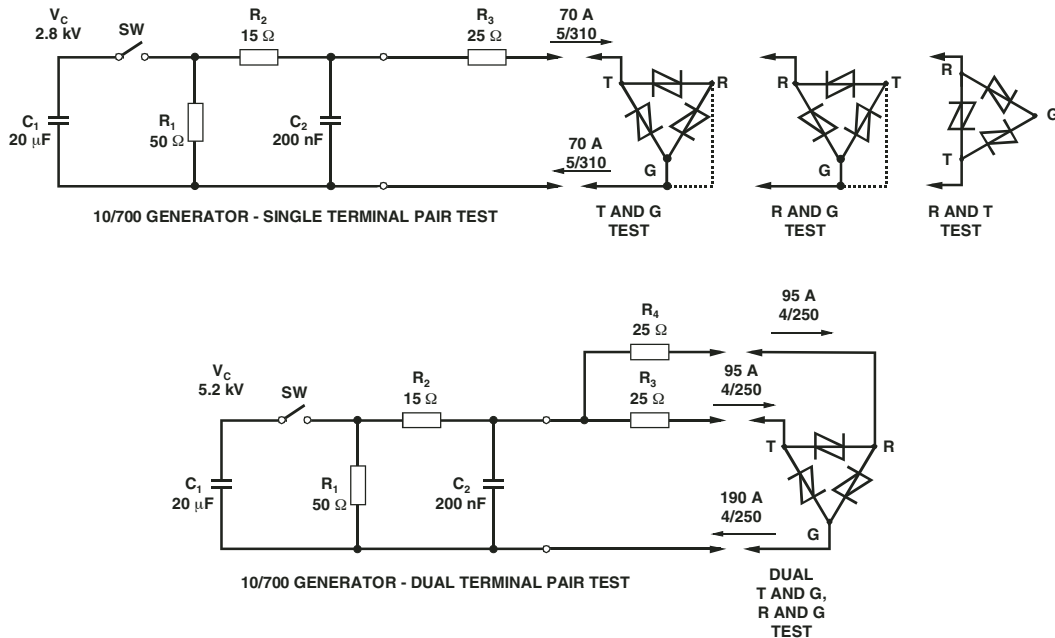 V_C
2.8 kV
SW
R_2
15 Ω
R_3
25 Ω
70 A
5/310
C_1
20 μF
R_1
50 Ω
C_2
200 nF
70 A
5/310
T
R
G
R
T
G
R
T
G
10/700 GENERATOR - SINGLE TERMINAL PAIR TEST
T AND G
TEST
R AND G
TEST
R AND T
TEST
95 A
4/250
R_4
25 Ω
V_C
5.2 kV
SW
R_2
15 Ω
R_3
25 Ω
95 A
4/250
C_1
20 μF
R_1
50 Ω
C_2
200 nF
T
R
190 A
4/250
G
10/700 GENERATOR - DUAL TERMINAL PAIR TEST
DUAL
T AND G,
R AND G
TEST